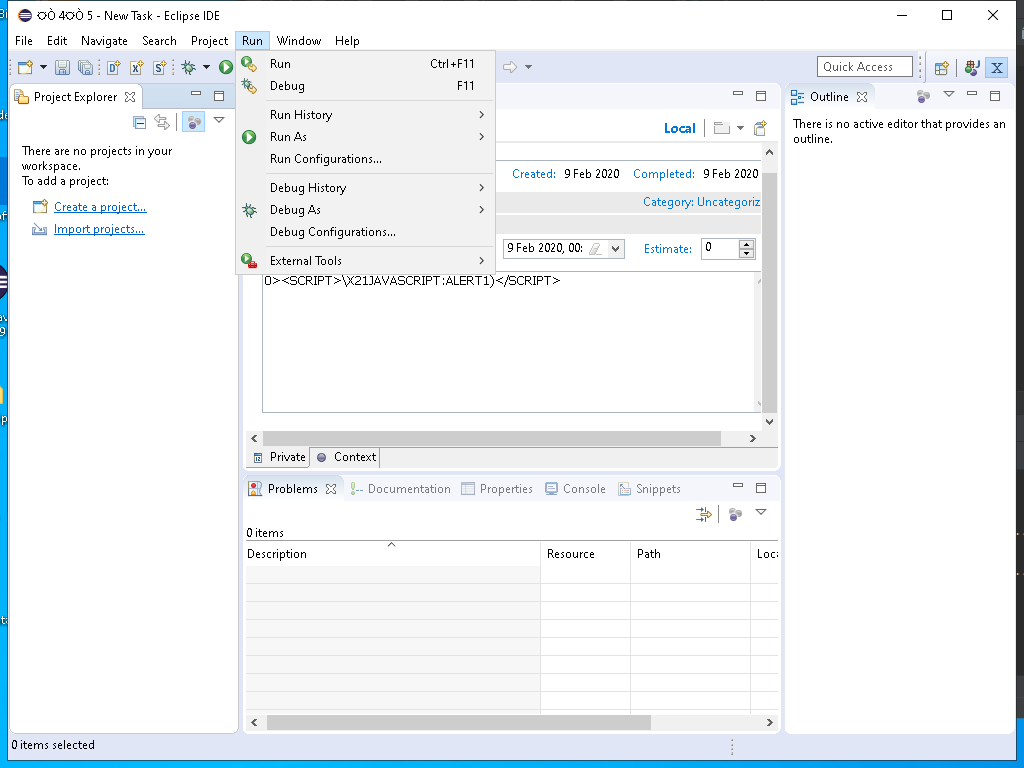 - New Task - Eclipse IDE
File Edit Navigate Search Project Run Window Help
Quick Access
Run Ctrl+F11
Debug F11
Run History
Run As
Run Configurations...
Debug History
Debug As
Debug Configurations...
External Tools
Project Explorer
There are no projects in your
workspace.
To add a project:
Create a project...
Import projects...
Local
Created: 9 Feb 2020 Completed: 9 Feb 2020
Category: Uncategoriz
9 Feb 2020, 00: Estimate: 0
0><SCRIPT>\X21JAVASCRIPT:ALERT1)</SCRIPT>
Private Context
Outline
There is no active editor that provides an
outline.
Problems Documentation Properties Console Snippets
0 items
Description Resource Path Loca
0 items selected